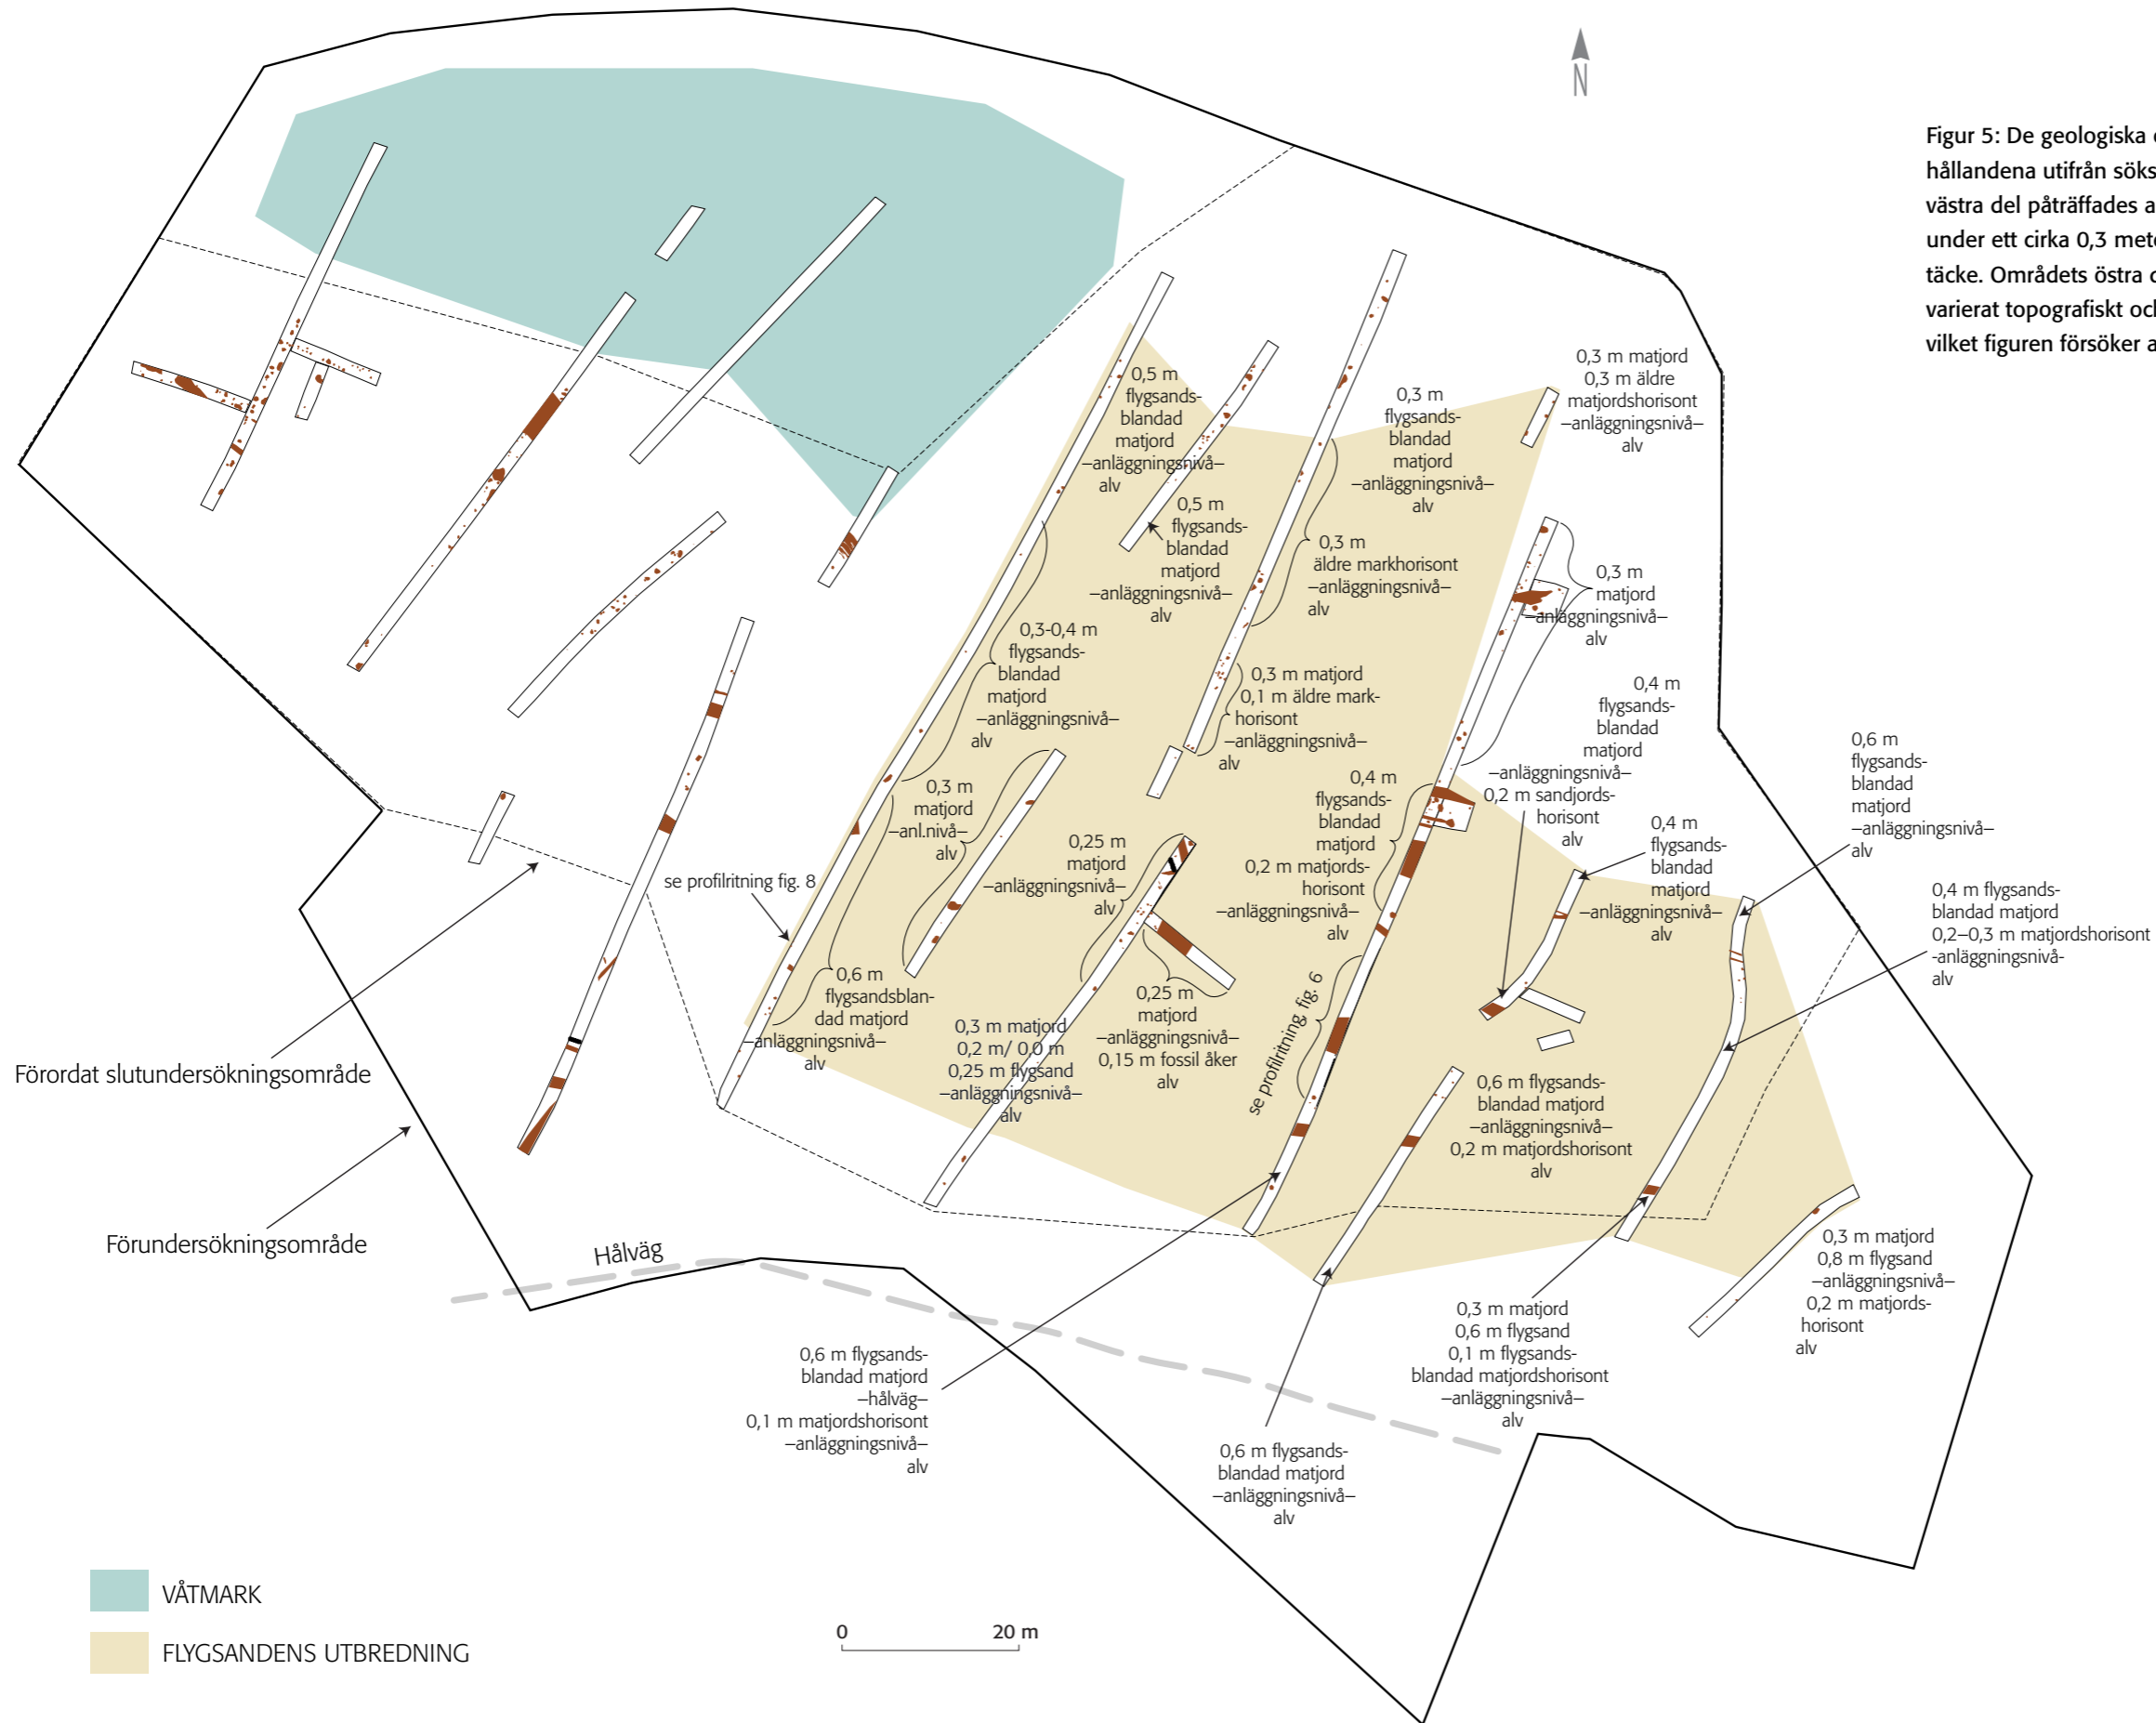 N
Figur 5: De geologiska
hållandena utifrån
västra del påträffades
under ett cirka 0,3
täcke. Områdets östra
varierat topografiskt
vilket figuren försöker
0,5 m
flygsands-
blandad
matjord
–anläggningsnivå–
alv
0,5 m
flygsands-
blandad
matjord
–anläggningsnivå–
alv
0,3 m
flygsands-
blandad
matjord
–anläggningsnivå–
alv
0,3 m matjord
0,3 m äldre
matjordshorisont
–anläggningsnivå–
alv
0,3 m
äldre markhorisont
–anläggningsnivå–
alv
0,3 m
matjord
–anläggningsnivå–
alv
0,3-0,4 m
flygsands-
blandad
matjord
–anläggningsnivå–
alv
0,3 m matjord
0,1 m äldre mark-
horisont
–anläggningsnivå–
alv
0,4 m
flygsands-
blandad
matjord
–anläggningsnivå–
0,2 m sandjords-
horisont
alv
0,3 m
matjord
–anl.nivå–
alv
0,4 m
flygsands-
blandad
matjord
0,2 m matjords-
horisont
–anläggningsnivå–
alv
0,4 m
flygsands-
blandad
matjord
–anläggningsnivå–
alv
0,6 m
flygsands-
blandad
matjord
–anläggningsnivå–
alv
0,25 m
matjord
–anläggningsnivå–
alv
se profilritning fig. 8
0,4 m flygsands-
blandad matjord
0,2–0,3 m matjordshorisont
-anläggningsnivå-
alv
0,6 m
flygsandsblan-
dad matjord
–anläggningsnivå–
alv
0,3 m matjord
0,2 m/ 0,0 m
0,25 m flygsand
–anläggningsnivå–
alv
0,25 m
matjord
–anläggningsnivå–
0,15 m fossil åker
alv
se profilritning fig. 6
0,6 m flygsands-
blandad matjord
–anläggningsnivå–
0,2 m matjordshorisont
alv
Förordat slutundersökningsområde
Förundersökningsområde
Hålväg
0,3 m matjord
0,8 m flygsand
–anläggningsnivå–
0,2 m matjords-
horisont
alv
0,6 m flygsands-
blandad matjord
–hålväg–
0,1 m matjordshorisont
–anläggningsnivå–
alv
0,3 m matjord
0,6 m flygsand
0,1 m flygsands-
blandad matjordshorisont
–anläggningsnivå–
alv
0,6 m flygsands-
blandad matjord
–anläggningsnivå–
alv
VÅTMARK
FLYGSANDENS UTBREDNING
0 20 m